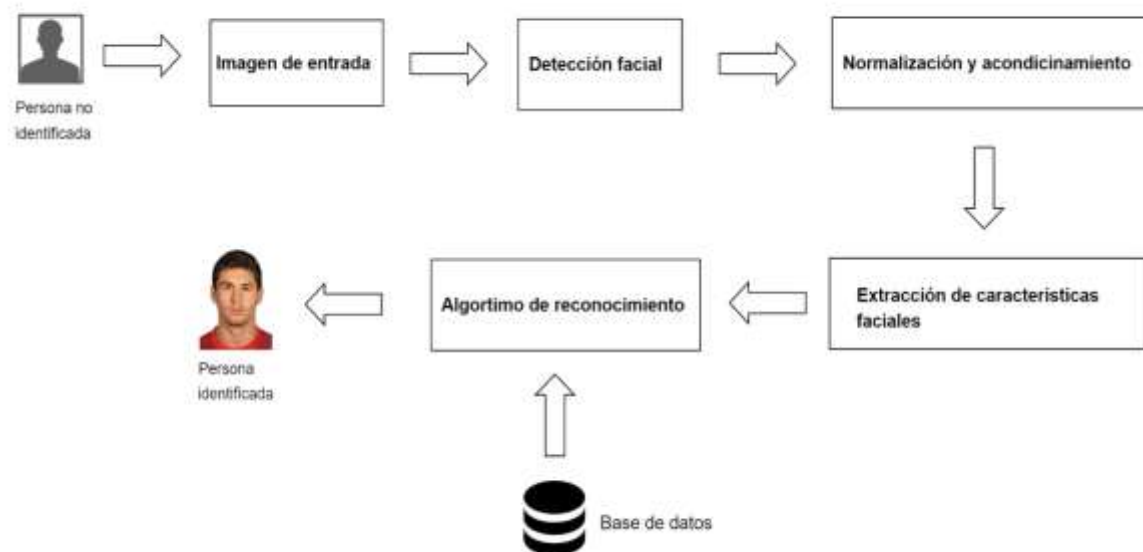 Persona no
identificada
Imagen de entrada
Detección facial
Normalización y acondicinamiento
Extracción de características
faciales
Algortimo de reconocimiento
Persona
identificada
Base de datos